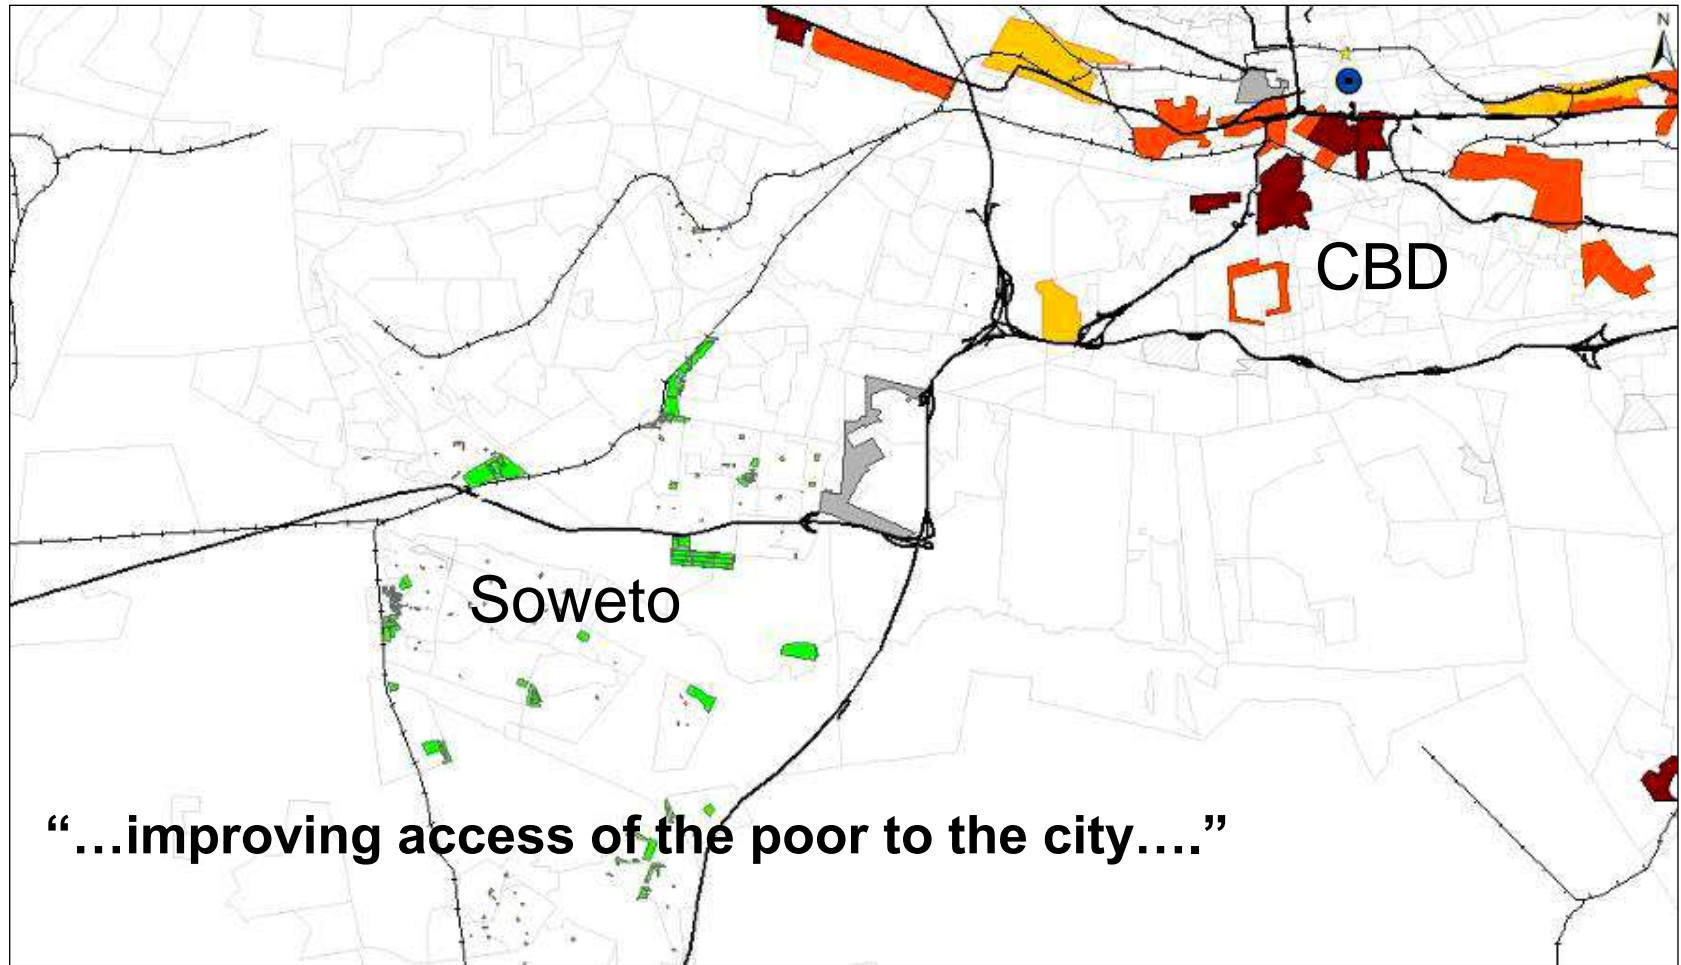 N
CBD
Soweto
“…improving access of the poor to the city….”